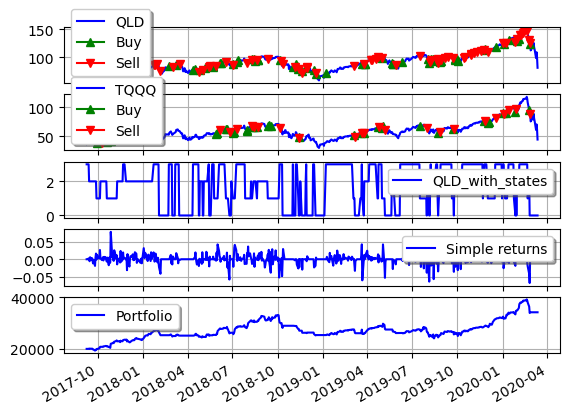 150
100
QLD
Buy
Sell
100
50
TQQQ
Buy
Sell
2
0
QLD_with_states
0.05
0.00
−0.05
Simple returns
40000
20000
Portfolio
2017-10
2018-01
2018-04
2018-07
2018-10
2019-01
2019-04
2019-07
2019-10
2020-01
2020-04